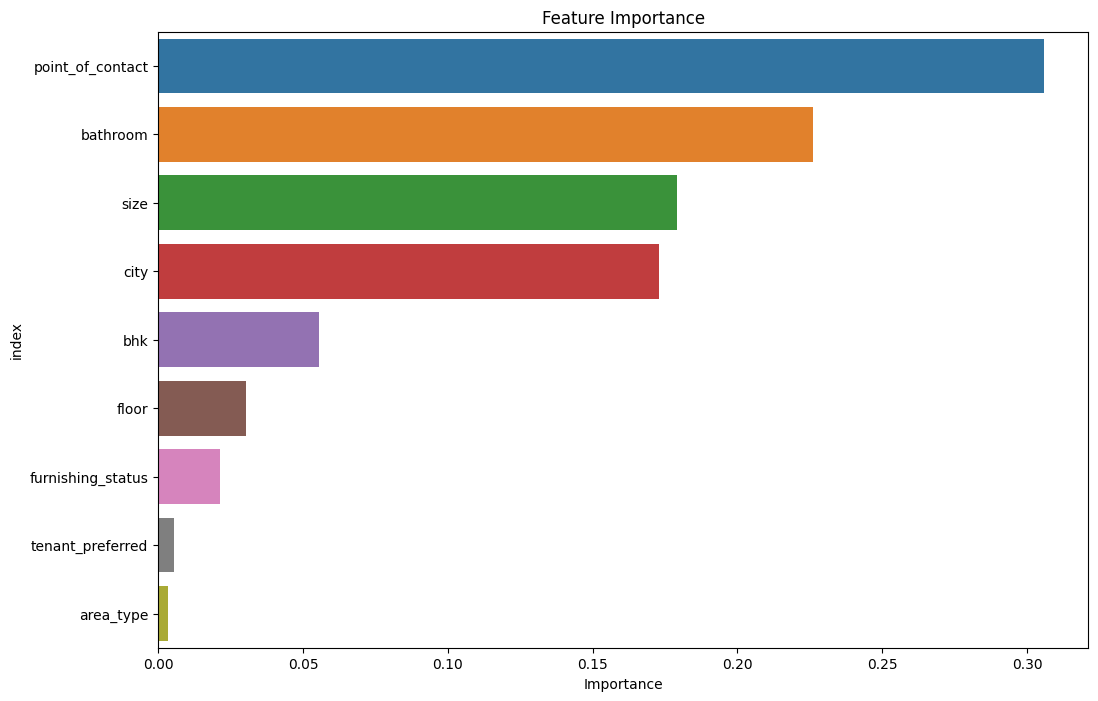 Feature Importance
point_of_contact
bathroom
size
city
bhk
floor
furnishing_status
tenant_preferred
area_type
index
0.00 0.05 0.10 0.15 0.20 0.25 0.30
Importance